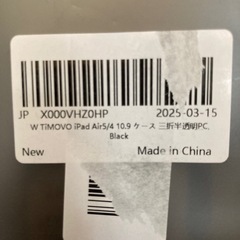 JP X000VHZ0HP 2025-03-15
W TiMOVO iPad Air5/4 10.9 ケース 三折半透明PC.
Black
New Made in China